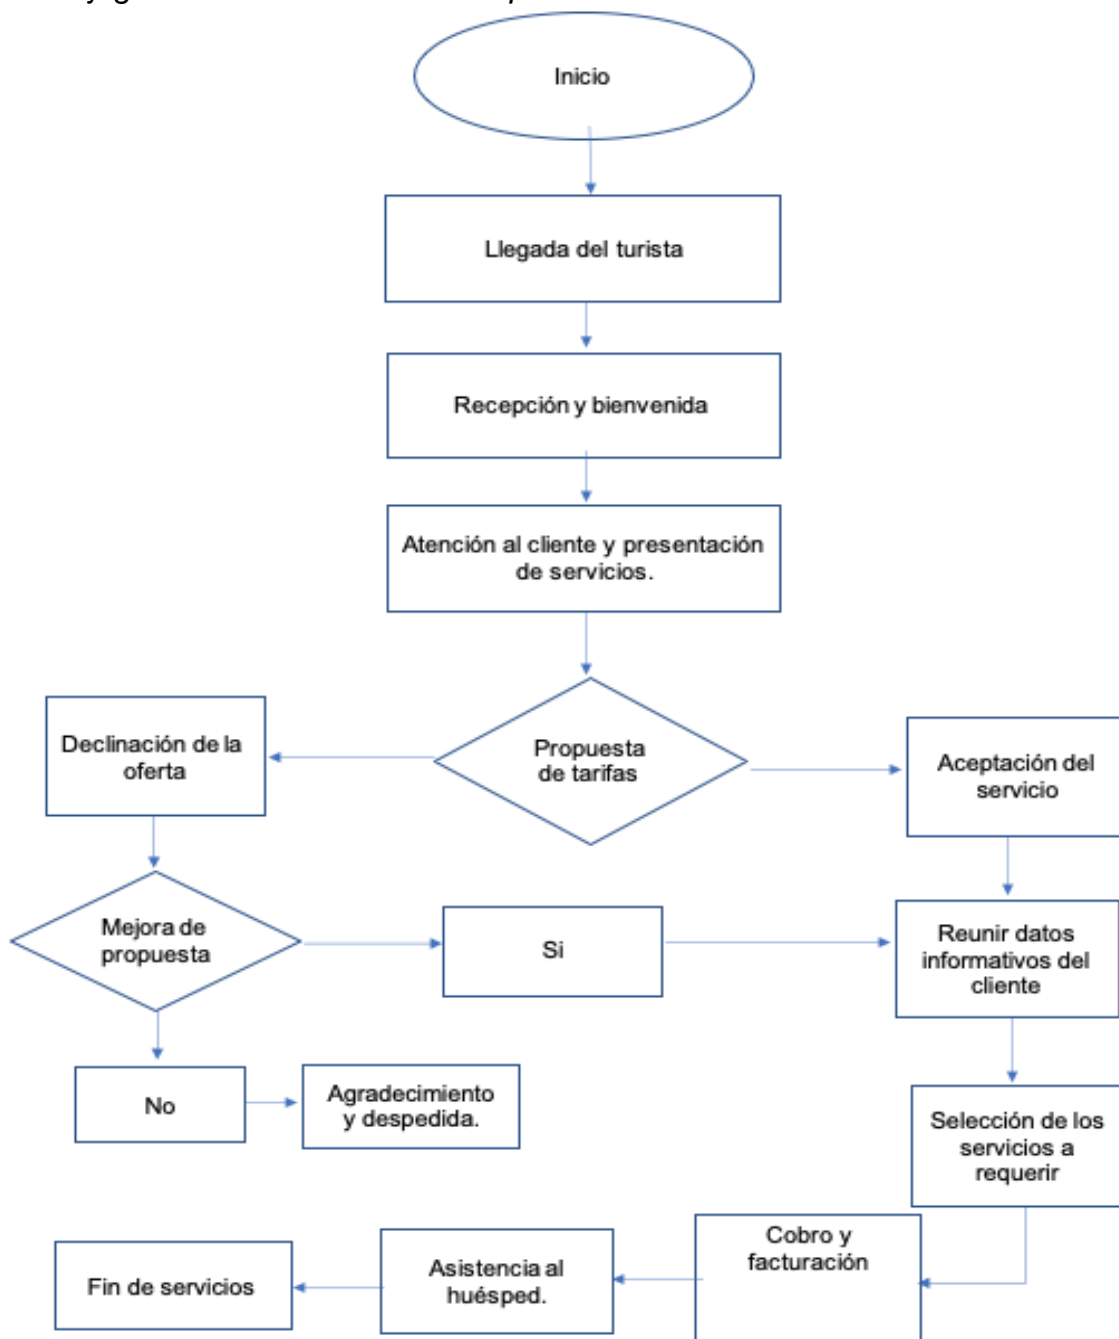 Inicio
Llegada del turista
Recepción y bienvenida
Atención al cliente y presentación
de servicios.
Propuesta
de tarifas
Declinación de la
oferta
Aceptación del
servicio
Mejora de
propuesta
Si
Reunir datos
informativos del
cliente
No
Agradecimiento
y despedida.
Selección de los
servicios a
requerir
Cobro y
facturación
Asistencia al
huésped.
Fin de servicios